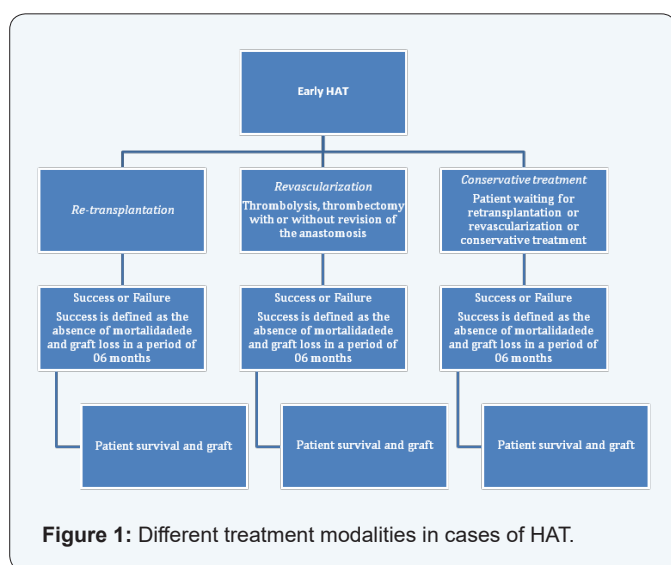 Early HAT
Re-transplantation
Revascularization
Thrombolysis, thrombectomy
with or without revision of
the anastomosis
Conservative treatment
Patient waiting for
retransplantation or
revascularization or
conservative treatment
Success or Failure
Success is defined as the
absence of mortalidadede
and graft loss in a period of
06 months
Success or Failure
Success is defined as the
absence of mortalidadede
and graft loss in a period of
06 months
Success or Failure
Success is defined as the
absence of mortalidadede
and graft loss in a period of
06 months
Patient survival and graft
Patient survival and graft
Patient survival and graft
Figure 1: Different treatment modalities in cases of HAT.